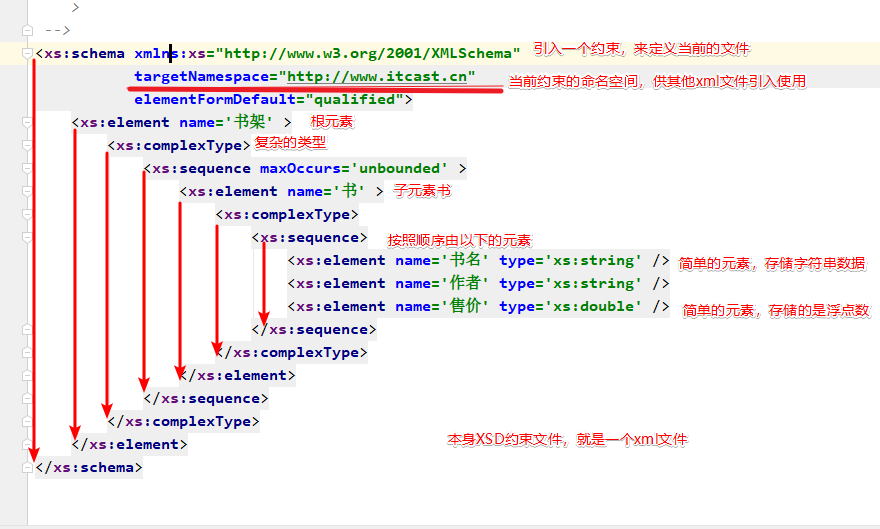 >
-->
<xs:schema xmlns:xs="http://www.w3.org/2001/XMLSchema" 引入一个约束，来定义当前的文件
targetNamespace="http://www.itcast.cn" 当前约束的命名空间，供其他xml文件引入使用
elementFormDefault="qualified">
<xs:element name='书架' > 根元素
<xs:complexType> 复杂的类型
<xs:sequence maxOccurs='unbounded' >
<xs:element name='书' > 子元素书
<xs:complexType>
<xs:sequence> 按照顺序由以下的元素
<xs:element name='书名' type='xs:string' /> 简单的元素，存储字符串数据
<xs:element name='作者' type='xs:string' />
<xs:element name='售价' type='xs:double' /> 简单的元素，存储的是浮点数
</xs:sequence>
</xs:complexType>
</xs:element>
</xs:sequence>
</xs:complexType>
</xs:element> 本身XSD约束文件，就是一个xml文件
</xs:schema>